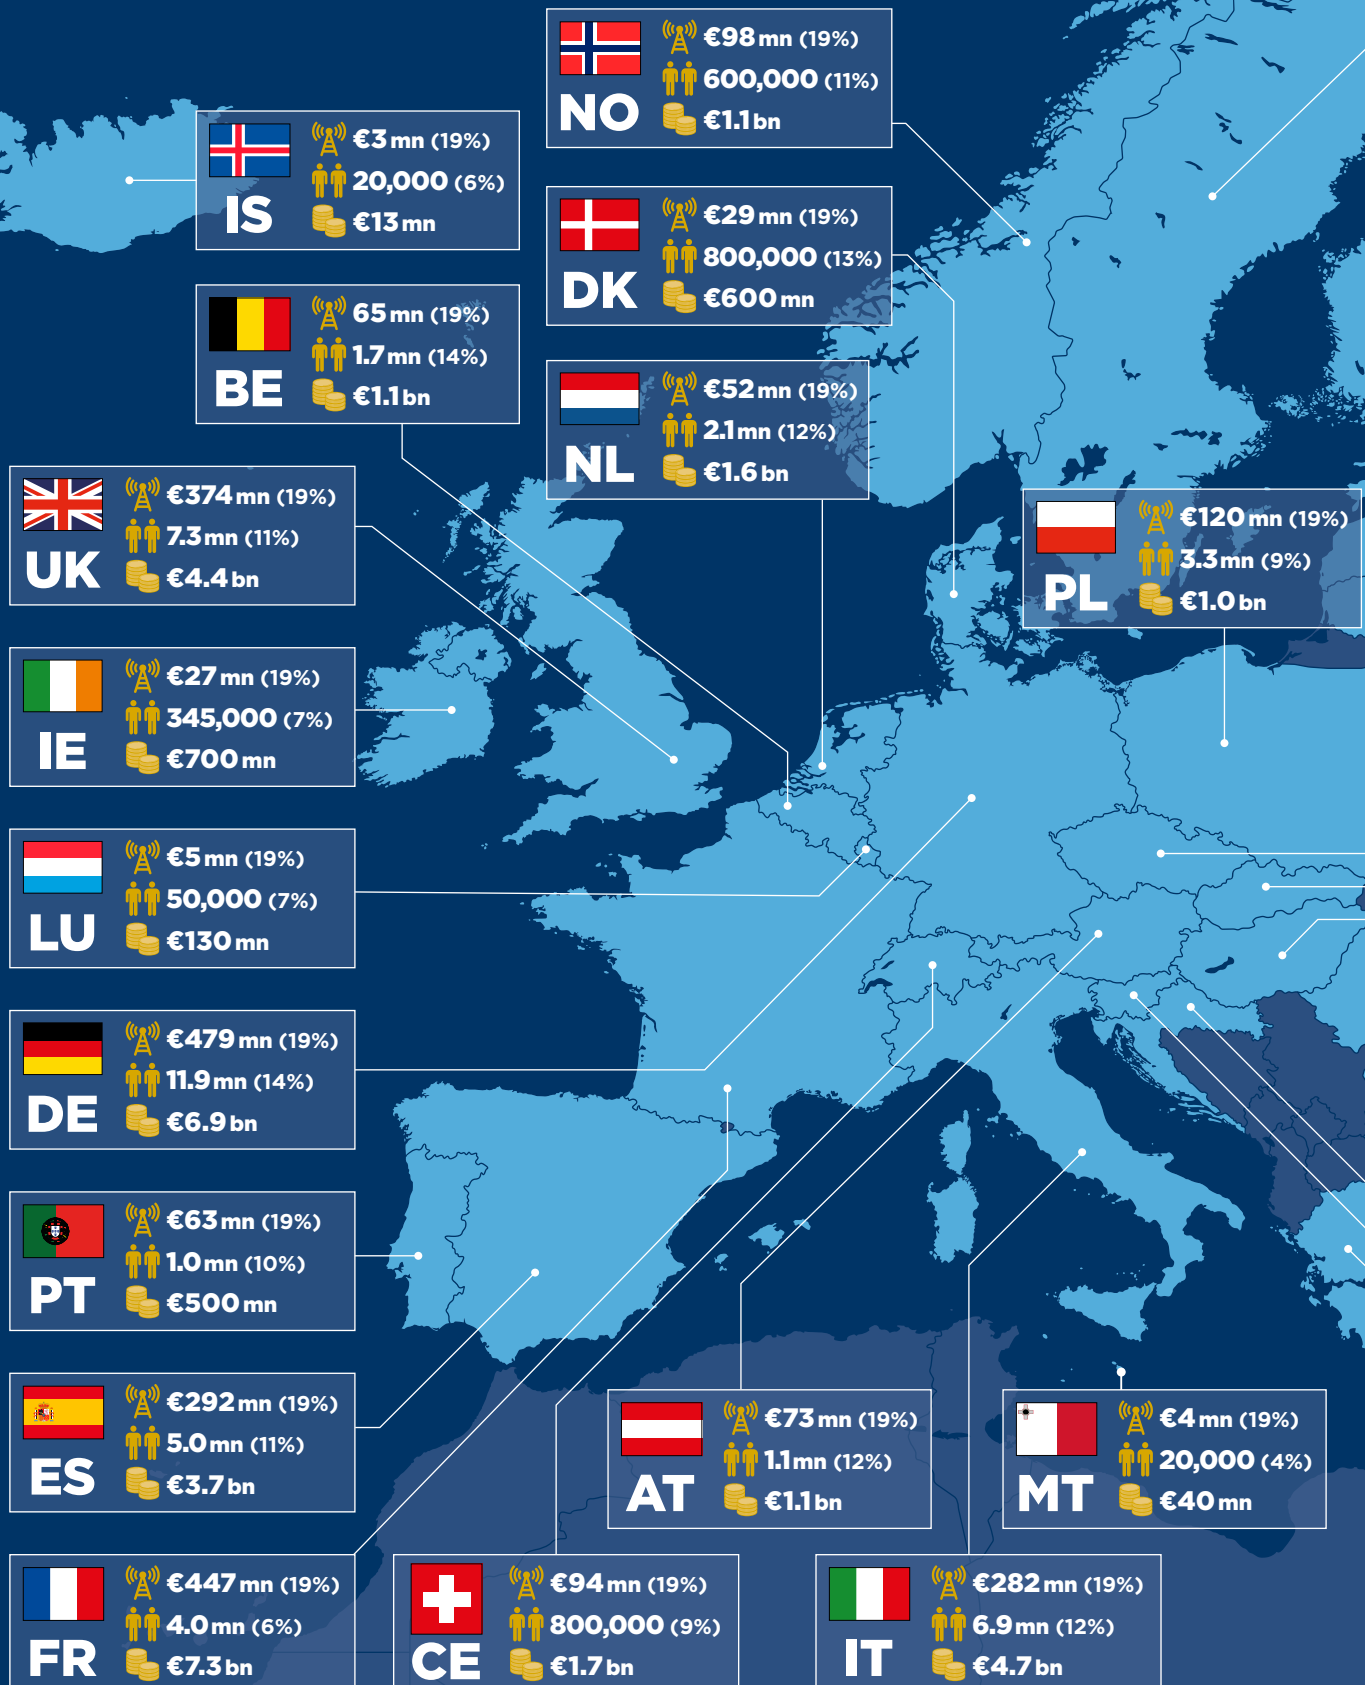 NO
€98 mn (19%)
600,000 (11%)
€1.1 bn
IS
€3 mn (19%)
20,000 (6%)
€13 mn
DK
€29 mn (19%)
800,000 (13%)
€600 mn
BE
65 mn (19%)
1.7 mn (14%)
€1.1 bn
NL
€52 mn (19%)
2.1 mn (12%)
€1.6 bn
UK
€374 mn (19%)
7.3 mn (11%)
€4.4 bn
PL
€120 mn (19%)
3.3 mn (9%)
€1.0 bn
IE
€27 mn (19%)
345,000 (7%)
€700 mn
LU
€5 mn (19%)
50,000 (7%)
€130 mn
DE
€479 mn (19%)
11.9 mn (14%)
€6.9 bn
PT
€63 mn (19%)
1.0 mn (10%)
€500 mn
ES
€292 mn (19%)
5.0 mn (11%)
€3.7 bn
AT
€73 mn (19%)
1.1 mn (12%)
€1.1 bn
MT
€4 mn (19%)
20,000 (4%)
€40 mn
FR
€447 mn (19%)
4.0 mn (6%)
€7.3 bn
CE
€94 mn (19%)
800,000 (9%)
€1.7 bn
IT
€282 mn (19%)
6.9 mn (12%)
€4.7 bn